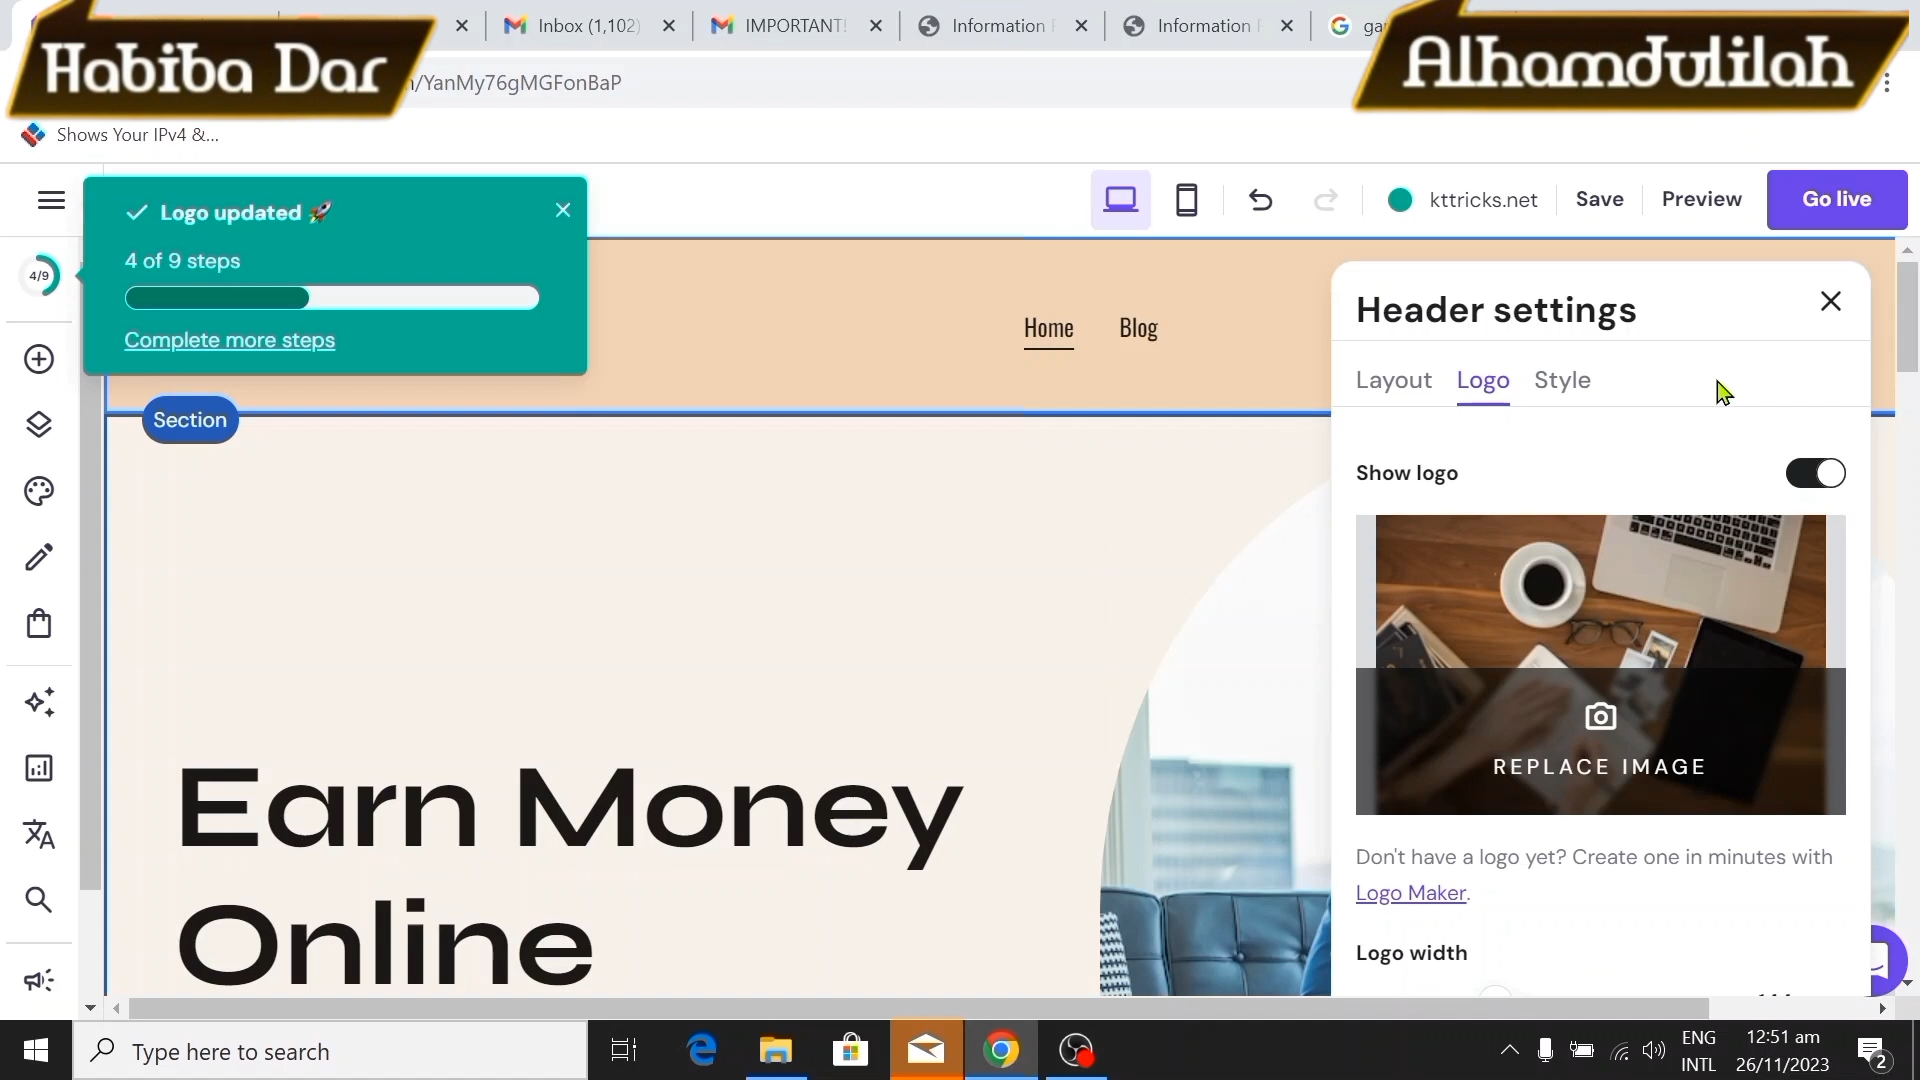 Habiba Dar
Alhamdulilah
Inbox (1,102)
IMPORTANT!
Information
Information
/YanMy76gMGFonBaP
Shows Your IPv4 &...
Logo updated 🚀
4 of 9 steps
Complete more steps
4/9
kttricks.net
Save
Preview
Go live
Home
Blog
Section
Earn Money
Online
Header settings
Layout
Logo
Style
Show logo
REPLACE IMAGE
Don't have a logo yet? Create one in minutes with
Logo Maker.
Logo width
Type here to search
ENG
INTL
12:51 am
26/11/2023
2